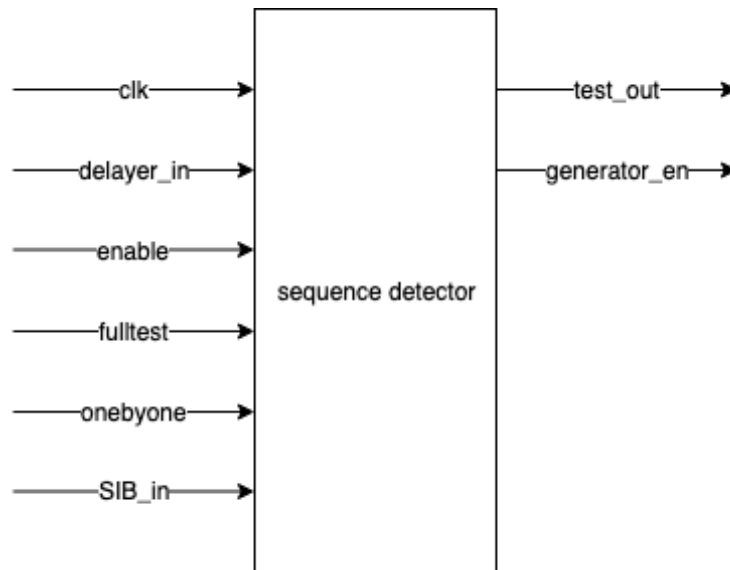 clk
test_out
delayer_in
generator_en
enable
sequence detector
fulltest
onebyone
SIB_in